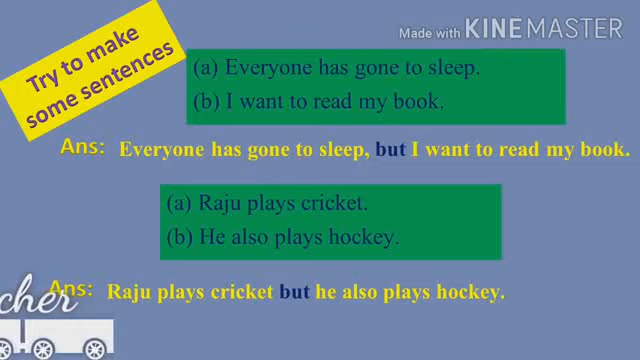 Made with KINEMASTER
Try to make
some sentences
(a) Everyone has gone to sleep.
(b) I want to read my book.
Ans: Everyone has gone to sleep, but I want to read my book.
(a) Raju plays cricket.
(b) He also plays hockey.
Ans: Raju plays cricket but he also plays hockey.
cher